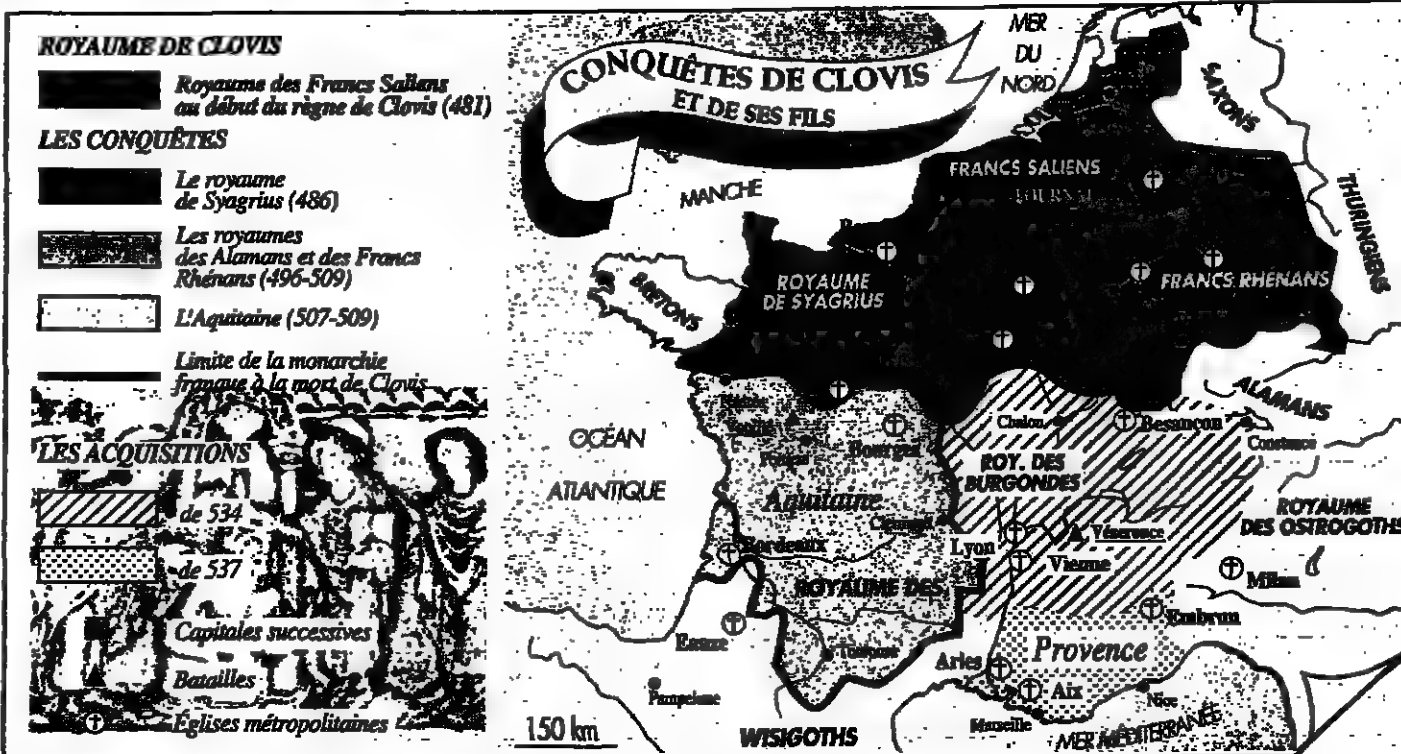 ROYAUME DE CLOVIS
Royaume des Francs Saliens
au début du règne de Clovis (481)
LES CONQUÊTES
Le royaume
de Syagrius (486)
Les royaumes
des Alamans et des Francs
Rhénans (496-509)
L'Aquitaine (507-509)
Limite de la monarchie
franque à la mort de Clovis
LES ACQUISITIONS
de 534
de 537
Capitales successives
Batailles
Églises métropolitaines
CONQUÊTES DE CLOVIS
ET DE SES FILS
MER
DU
NORD
SAXONS
THURINGIENS
FRANCS SALIENS
TOURNAI
MANCHE
BRETONS
ROYAUME
DE SYAGRIUS
FRANCS RHÉNANS
ALAMANS
Chalon
Besançon
Constance
Bourges
OCÉAN
ATLANTIQUE
ROY. DES
BURGONDES
Aquitaine
Clermont
ROYAUME
DES OSTROGOTHS
Lyon
Vézeronce
Vienne
Milan
Bordeaux
ROYAUME DES
Eauze
Toulouse
Embrun
Provence
Arles
Aix
Nice
Marseille
Pampelune
150 km
WISIGOTHS
MER MÉDITERRANÉE